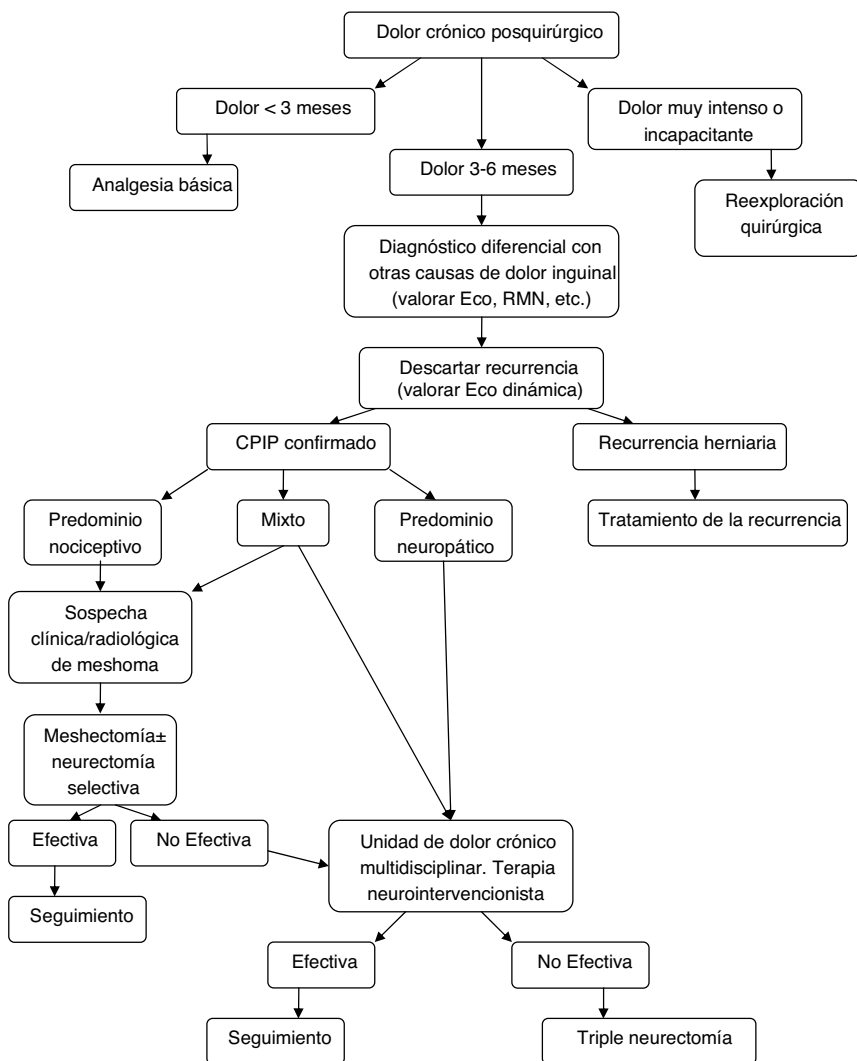 Dolor crónico posquirúrgico
Dolor < 3 meses
Dolor muy intenso o
incapacitante
Analgesia básica
Dolor 3-6 meses
Reexploración
quirúrgica
Diagnóstico diferencial con
otras causas de dolor inguinal
(valorar Eco, RMN, etc.)
Descartar recurrencia
(valorar Eco dinámica)
CPIP confirmado
Recurrencia herniaria
Predominio
nociceptivo
Mixto
Predominio
neuropático
Tratamiento de la recurrencia
Sospecha
clínica/radiológica
de meshoma
Meshectomía±
neurectomía
selectiva
Efectiva
No Efectiva
Unidad de dolor crónico
multidisciplinar. Terapia
neurointervencionista
Seguimiento
Efectiva
No Efectiva
Seguimiento
Triple neurectomía